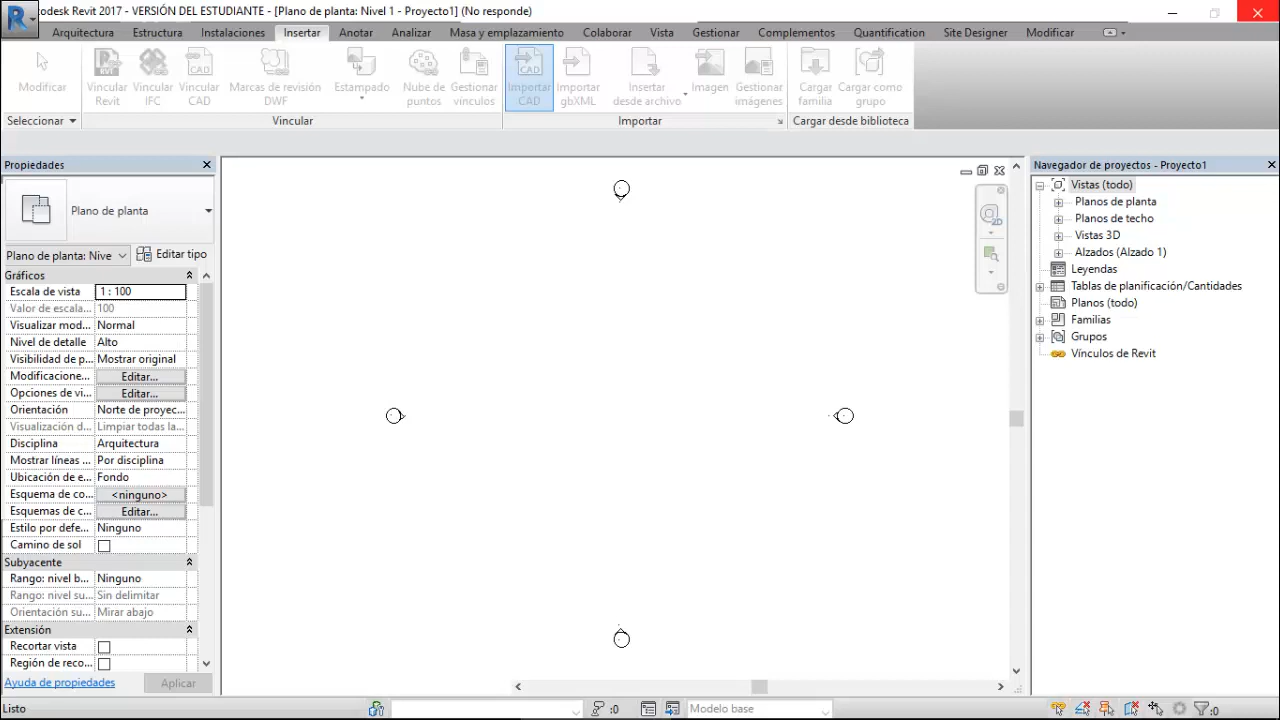 odesk Revit 2017 - VERSIÓN DEL ESTUDIANTE - [Plano de planta: Nivel 1 - Proyecto1] (No responde)
Arquitectura Estructura Instalaciones Insertar Anotar Analizar Masa y emplazamiento Colaborar Vista Gestionar Complementos Quantification Site Designer Modificar
Modificar
Vincular Revit
Vincular IFC
Vincular CAD
Marcas de revisión DWF
Estampado
Nube de puntos
Gestionar vínculos
Importar CAD
Importar gbXML
Insertar desde archivo
Imagen
Gestionar imágenes
Cargar familia
Cargar como grupo
Seleccionar Vincular Importar Cargar desde biblioteca
Propiedades
Plano de planta
Plano de planta: Nive Editar tipo
Gráficos
Escala de vista 1 : 100
Valor de escala... 100
Visualizar mod... Normal
Nivel de detalle Alto
Visibilidad de p... Mostrar original
Modificacione... Editar...
Opciones de vi... Editar...
Orientación Norte de proyec...
Visualización d... Limpiar todas la...
Disciplina Arquitectura
Mostrar líneas ... Por disciplina
Ubicación de e... Fondo
Esquema de co... <ninguno>
Esquemas de c... Editar...
Estilo por defe... Ninguno
Camino de sol
Subyacente
Rango: nivel b... Ninguno
Rango: nivel su... Sin delimitar
Orientación su... Mirar abajo
Extensión
Recortar vista
Región de reco...
Ayuda de propiedades Aplicar
2D
Navegador de proyectos - Proyecto1
Vistas (todo)
Planos de planta
Planos de techo
Vistas 3D
Alzados (Alzado 1)
Leyendas
Tablas de planificación/Cantidades
Planos (todo)
Familias
Grupos
Vínculos de Revit
Listo :0 Modelo base :0